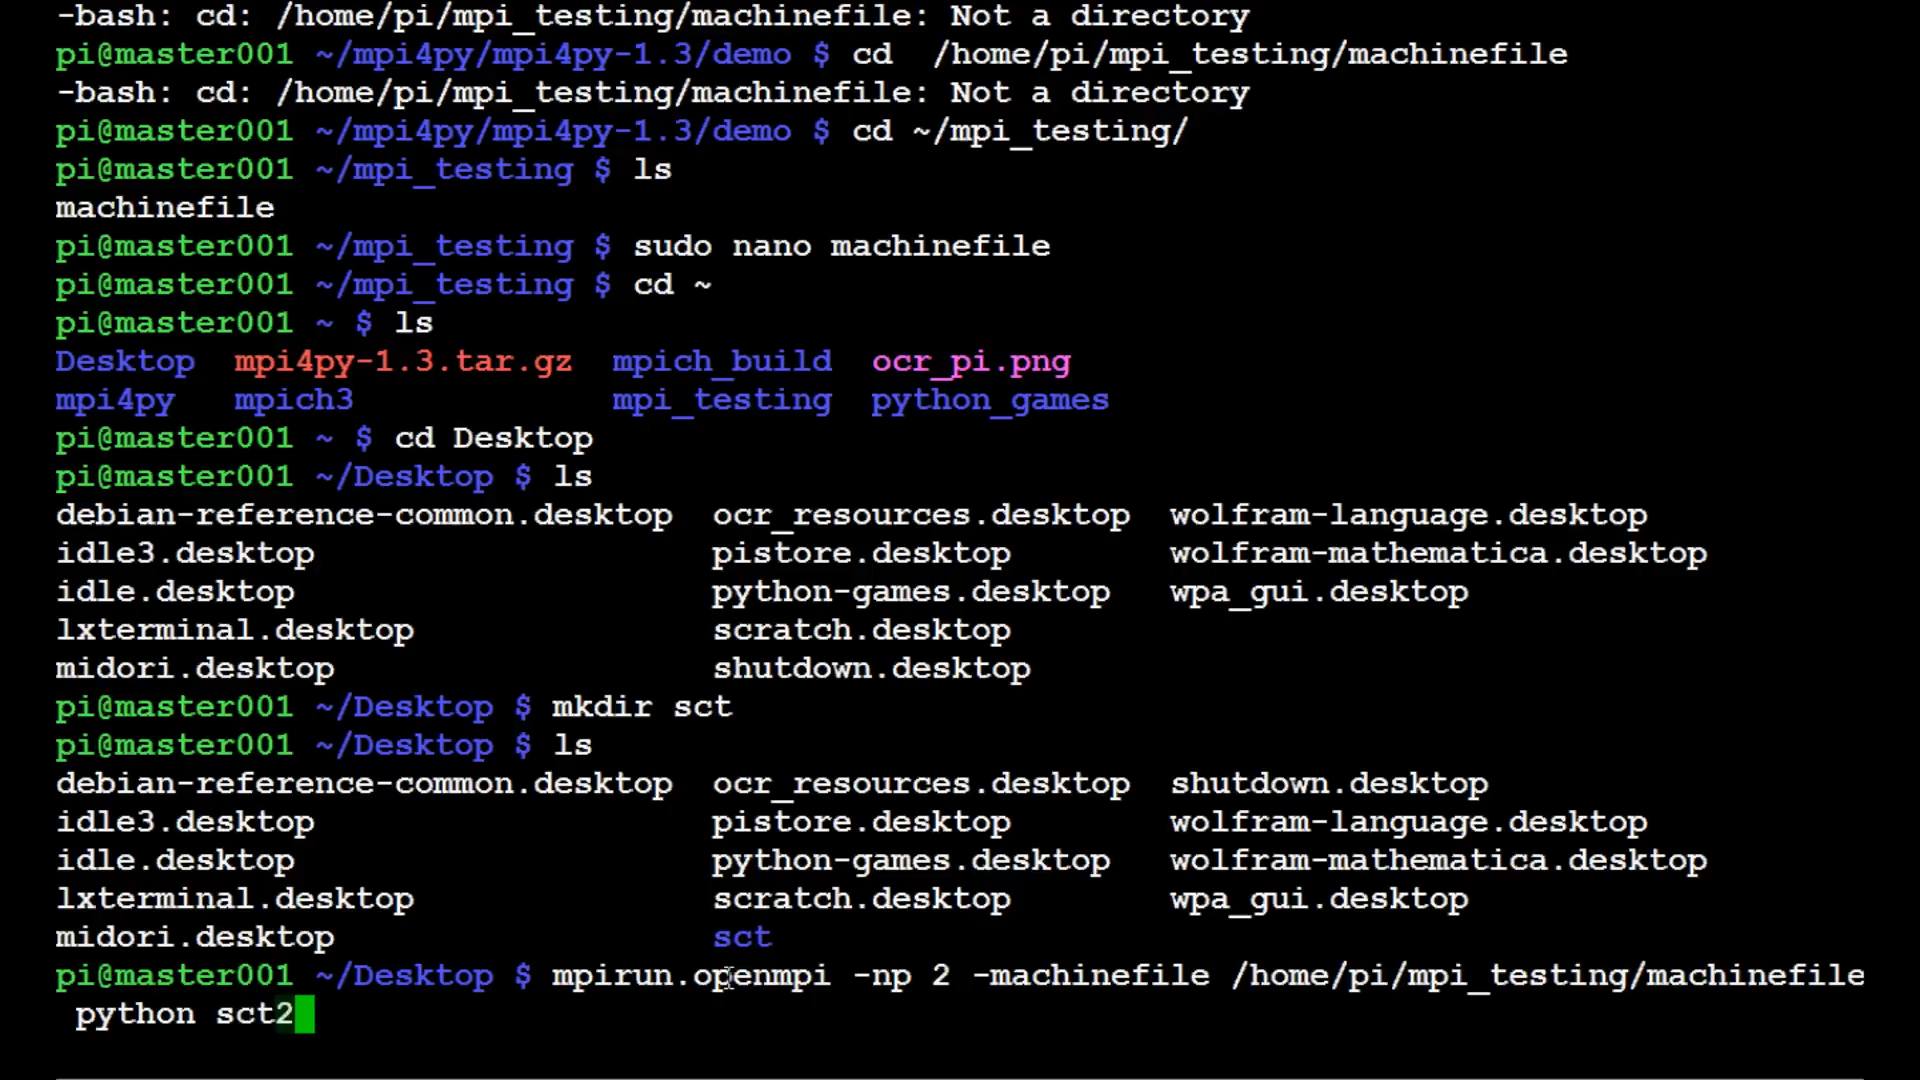 -bash: cd: /home/pi/mpi_testing/machinefile: Not a directory
pi@master001 ~/mpi4py/mpi4py-1.3/demo $ cd  /home/pi/mpi_testing/machinefile
-bash: cd: /home/pi/mpi_testing/machinefile: Not a directory
pi@master001 ~/mpi4py/mpi4py-1.3/demo $ cd ~/mpi_testing/
pi@master001 ~/mpi_testing $ ls
machinefile
pi@master001 ~/mpi_testing $ sudo nano machinefile
pi@master001 ~/mpi_testing $ cd ~
pi@master001 ~ $ ls
Desktop  mpi4py-1.3.tar.gz  mpich_build  ocr_pi.png
mpi4py   mpich3             mpi_testing  python_games
pi@master001 ~ $ cd Desktop
pi@master001 ~/Desktop $ ls
debian-reference-common.desktop  ocr_resources.desktop  wolfram-language.desktop
idle3.desktop                    pistore.desktop        wolfram-mathematica.desktop
idle.desktop                     python-games.desktop   wpa_gui.desktop
lxterminal.desktop               scratch.desktop
midori.desktop                   shutdown.desktop
pi@master001 ~/Desktop $ mkdir sct
pi@master001 ~/Desktop $ ls
debian-reference-common.desktop  ocr_resources.desktop  shutdown.desktop
idle3.desktop                    pistore.desktop        wolfram-language.desktop
idle.desktop                     python-games.desktop   wolfram-mathematica.desktop
lxterminal.desktop               scratch.desktop        wpa_gui.desktop
midori.desktop                   sct
pi@master001 ~/Desktop $ mpirun.openmpi -np 2 -machinefile /home/pi/mpi_testing/machinefile
 python sct2